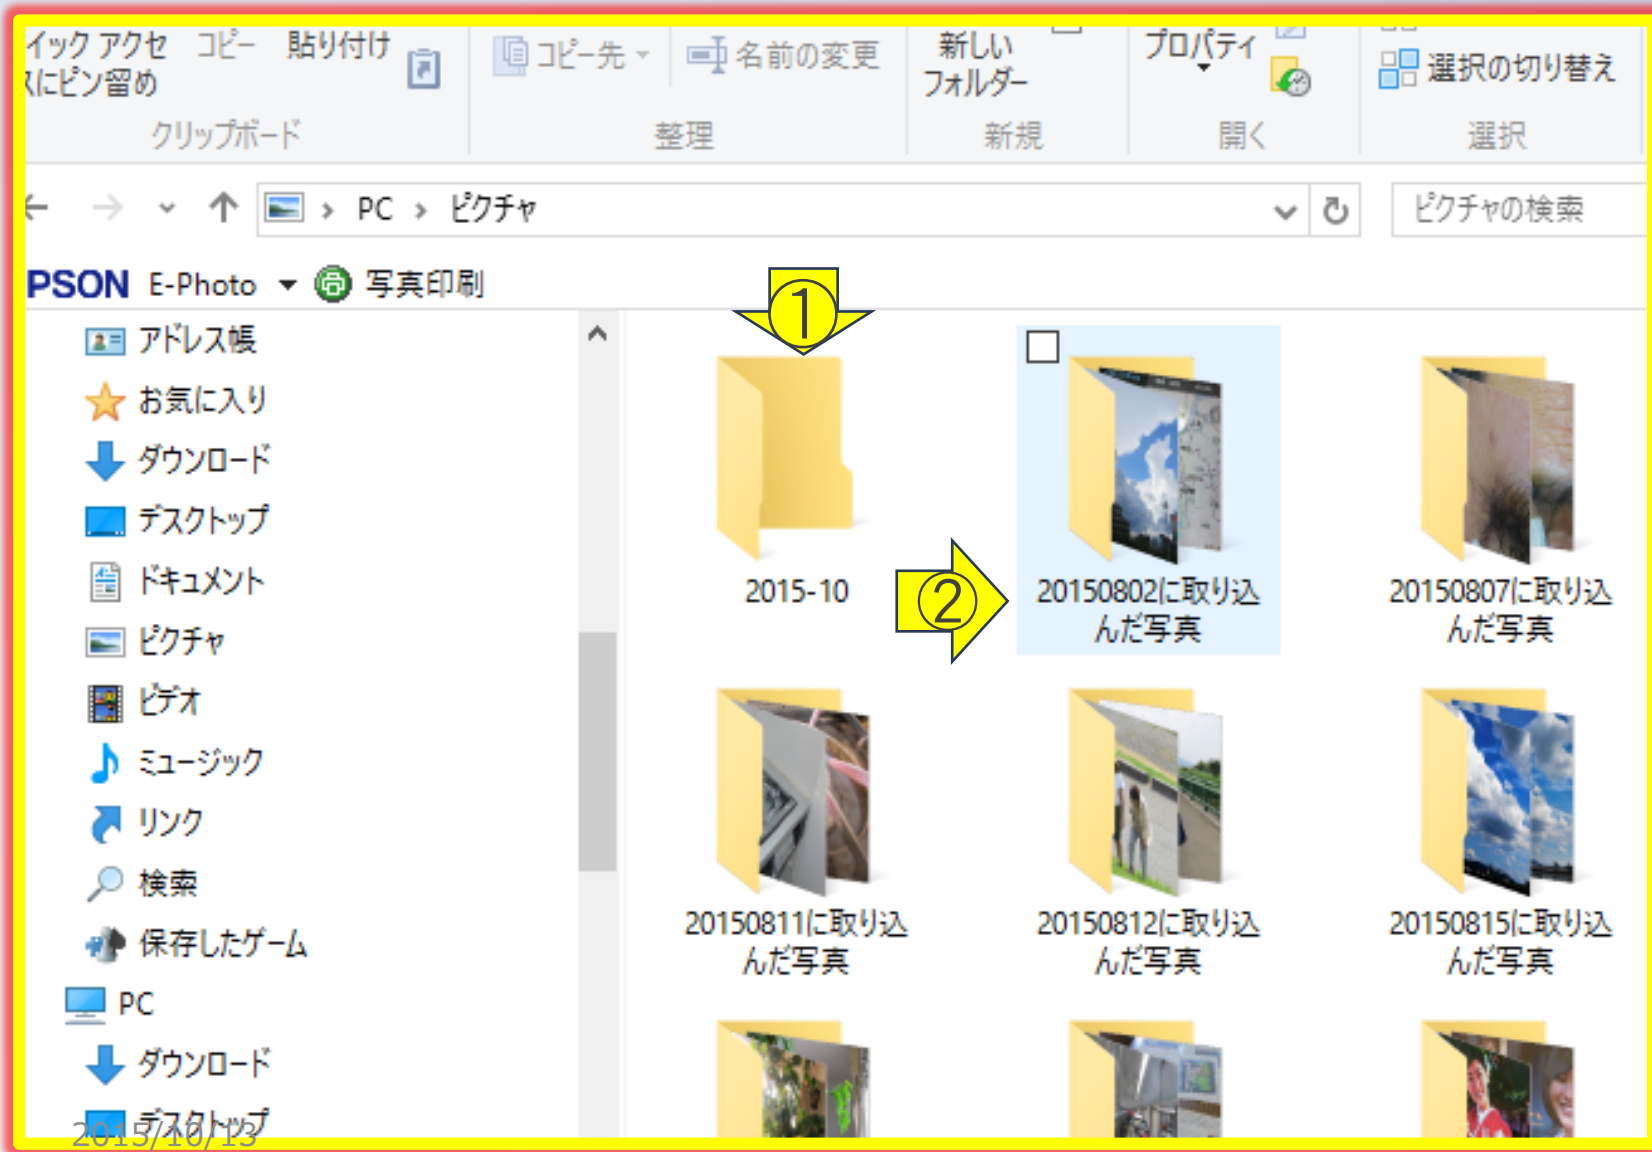 イック アクセ
スにピン留め
コピー
貼り付け
コピー先
名前の変更
新しい
フォルダー
プロパティ
選択の切り替え
クリップボード
整理
新規
開く
選択
PC
ピクチャ
ピクチャの検索
PSON
E-Photo
写真印刷
アドレス帳
お気に入り
ダウンロード
デスクトップ
ドキュメント
ピクチャ
ビデオ
ミュージック
リンク
検索
保存したゲーム
PC
ダウンロード
デスクトップ
2015/10/13
①
2015-10
②
20150802に取り込
んだ写真
20150807に取り込
んだ写真
20150811に取り込
んだ写真
20150812に取り込
んだ写真
20150815に取り込
んだ写真